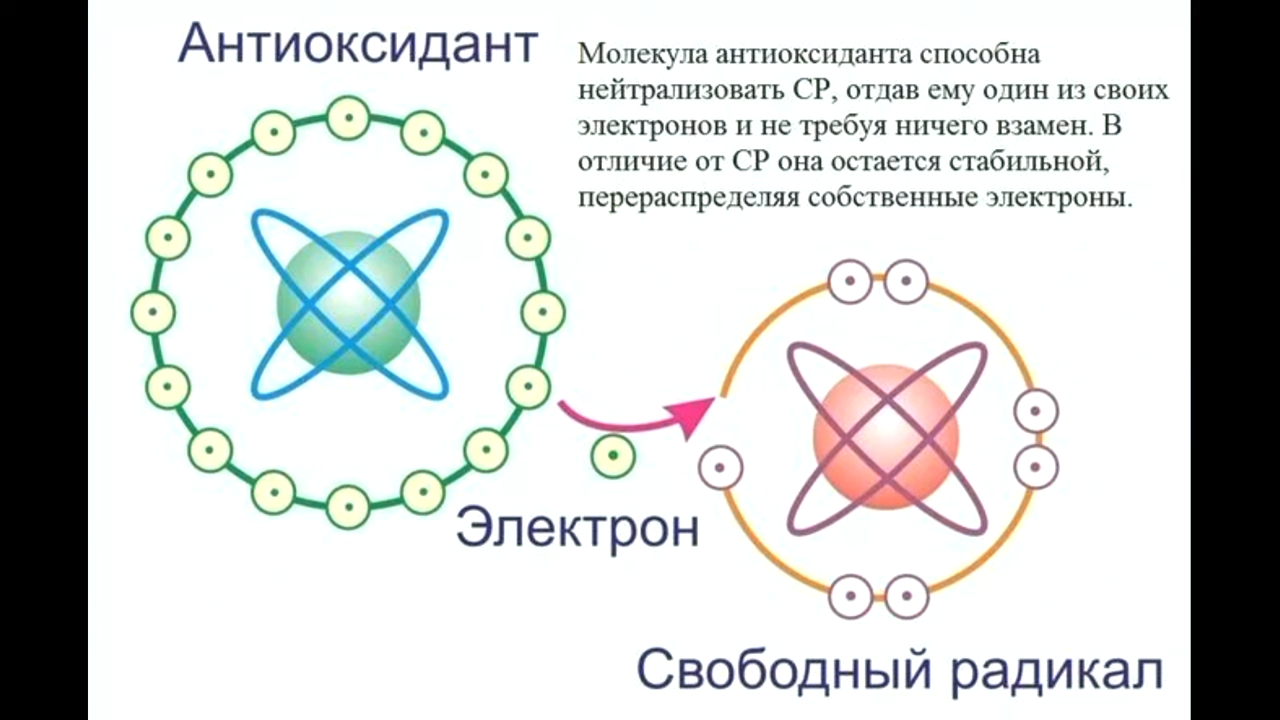 Антиоксидант
Молекула антиоксиданта способна
нейтрализовать СР, отдав ему один из своих
электронов и не требуя ничего взамен. В
отличие от СР она остается стабильной,
перераспределяя собственные электроны.
Электрон
Свободный радикал